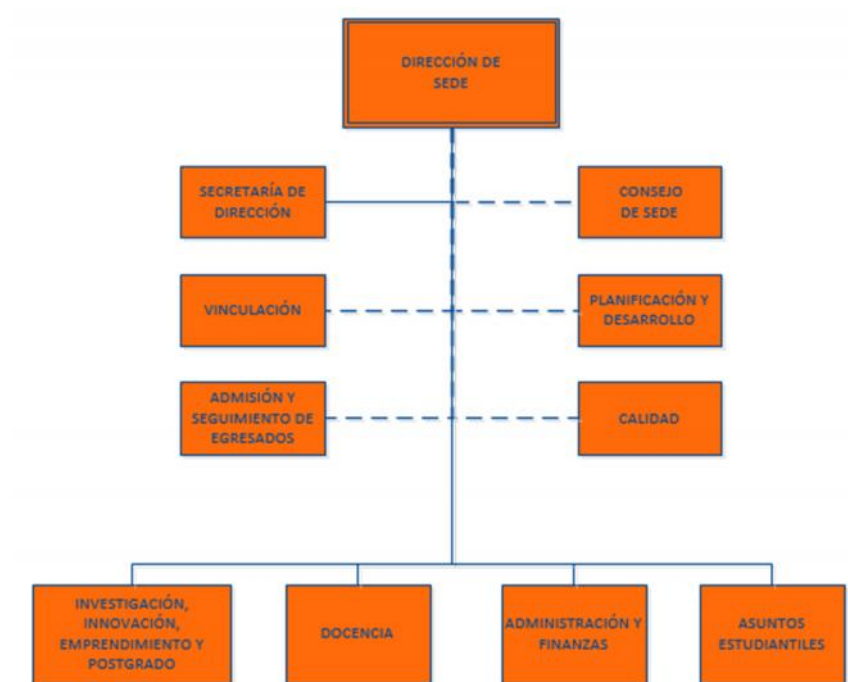 DIRECCIÓN DE
SEDE
SECRETARÍA DE
DIRECCIÓN
CONSEJO
DE SEDE
VINCULACIÓN
PLANIFICACIÓN Y
DESARROLLO
ADMISIÓN Y
SEGUIMIENTO DE
EGRESADOS
CALIDAD
INVESTIGACIÓN,
INNOVACIÓN,
EMPRENDIMIENTO Y
POSTGRADO
DOCENCIA
ADMINISTRACIÓN Y
FINANZAS
ASUNTOS
ESTUDIANTILES